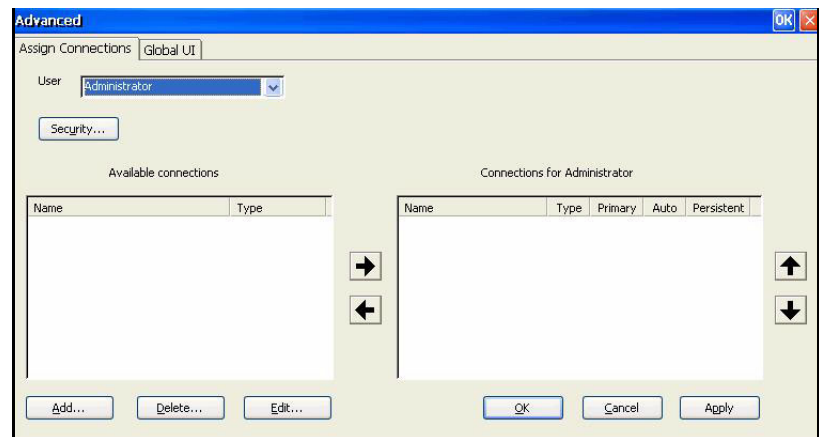 Advanced OK
Assign Connections Global UI
User Administrator
Security...
Available connections Connections for Administrator
Name Type Name Type Primary Auto Persistent
Add... Delete... Edit... OK Cancel Apply